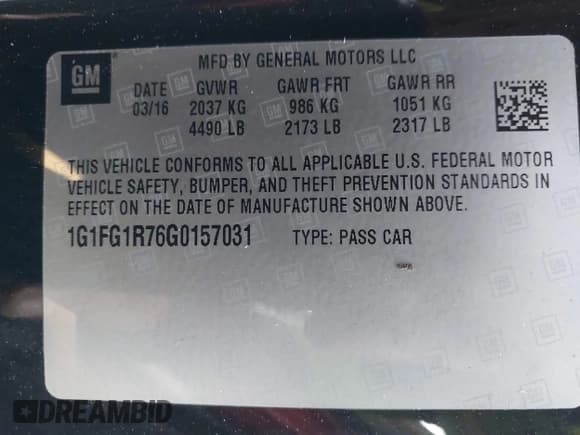 GM
MFD BY GENERAL MOTORS LLC
DATE GVWR GAWR FRT GAWR RR
03/16 2037 KG 986 KG 1051 KG
4490 LB 2173 LB 2317 LB
THIS VEHICLE CONFORMS TO ALL APPLICABLE U.S. FEDERAL MOTOR
VEHICLE SAFETY, BUMPER, AND THEFT PREVENTION STANDARDS IN
EFFECT ON THE DATE OF MANUFACTURE SHOWN ABOVE.
1G1FG1R76G0157031 TYPE: PASS CAR
DREAMBID